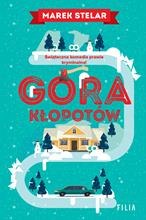 MAREK STELAR
Świąteczna komedia prawie
kryminalna!
GÓRA
KŁOPOTÓW
FILIA